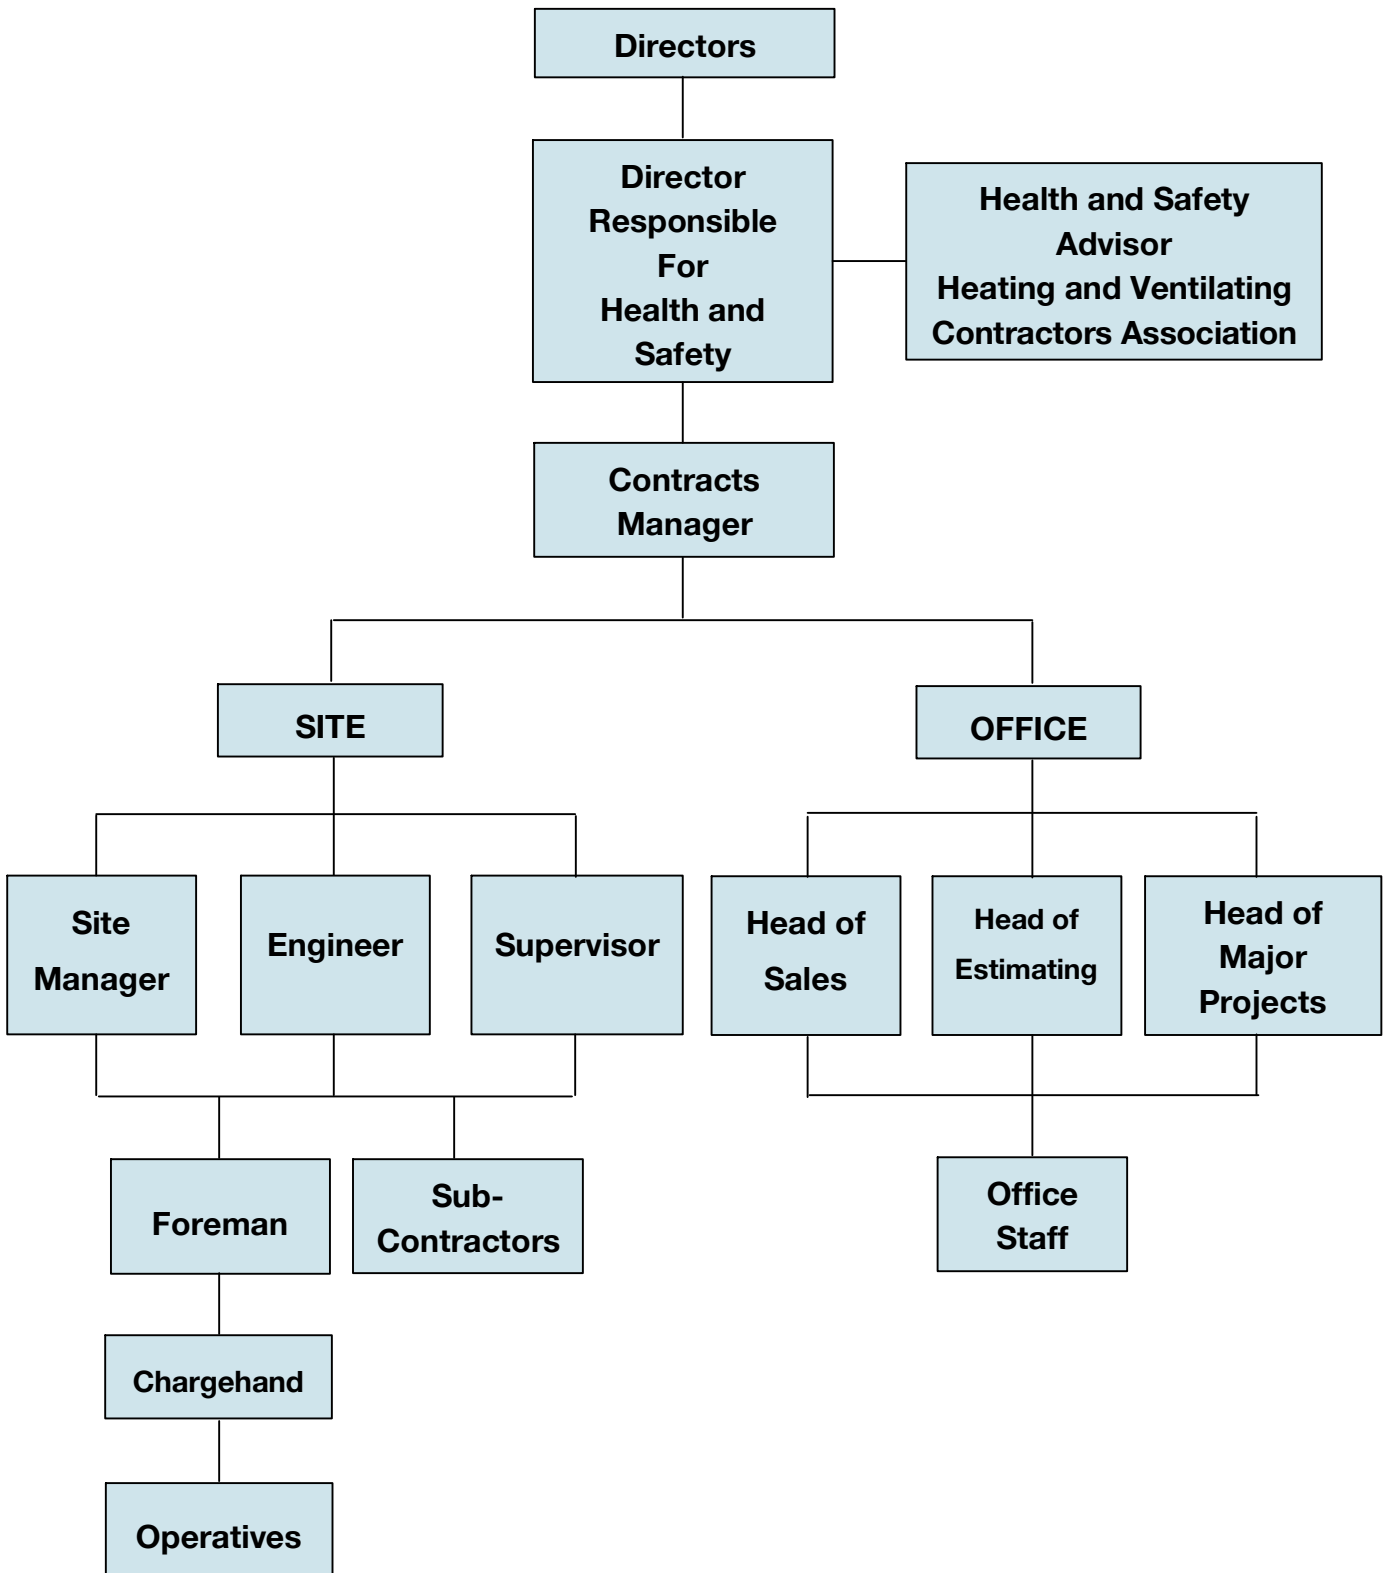 Directors
Director
Responsible
For
Health and
Safety
Health and Safety
Advisor
Heating and Ventilating
Contractors Association
Contracts
Manager
SITE
OFFICE
Site
Manager
Engineer
Supervisor
Head of
Sales
Head of
Estimating
Head of
Major
Projects
Foreman
Sub-
Contractors
Office
Staff
Chargehand
Operatives